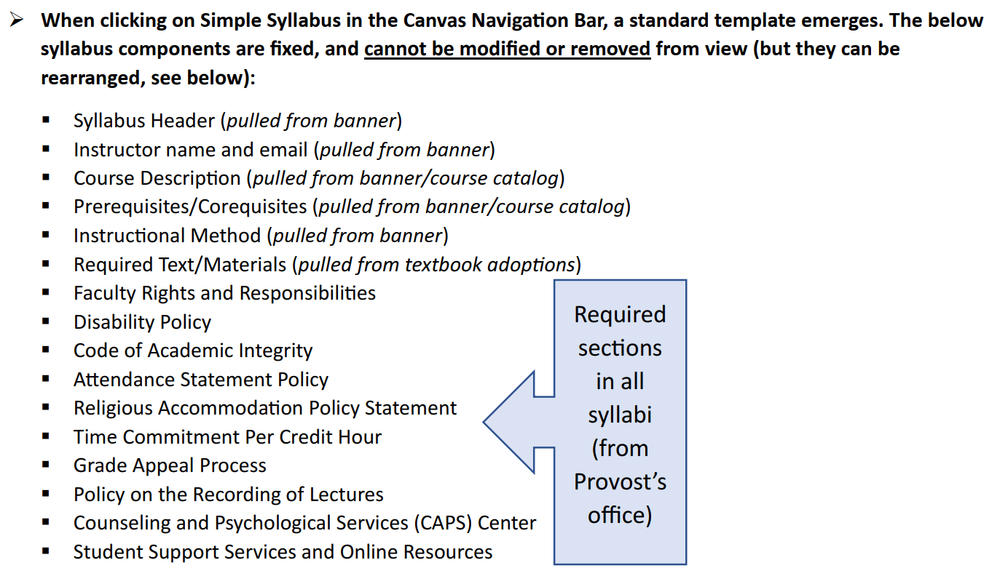 ➢ When clicking on Simple Syllabus in the Canvas Navigation Bar, a standard template emerges. The below
syllabus components are fixed, and cannot be modified or removed from view (but they can be
rearranged, see below):
▪ Syllabus Header (pulled from banner)
▪ Instructor name and email (pulled from banner)
▪ Course Description (pulled from banner/course catalog)
▪ Prerequisites/Corequisites (pulled from banner/course catalog)
▪ Instructional Method (pulled from banner)
▪ Required Text/Materials (pulled from textbook adoptions)
▪ Faculty Rights and Responsibilities
▪ Disability Policy
▪ Code of Academic Integrity
▪ Attendance Statement Policy
▪ Religious Accommodation Policy Statement
▪ Time Commitment Per Credit Hour
▪ Grade Appeal Process
▪ Policy on the Recording of Lectures
▪ Counseling and Psychological Services (CAPS) Center
▪ Student Support Services and Online Resources
Required
sections
in all
syllabi
(from
Provost’s
office)